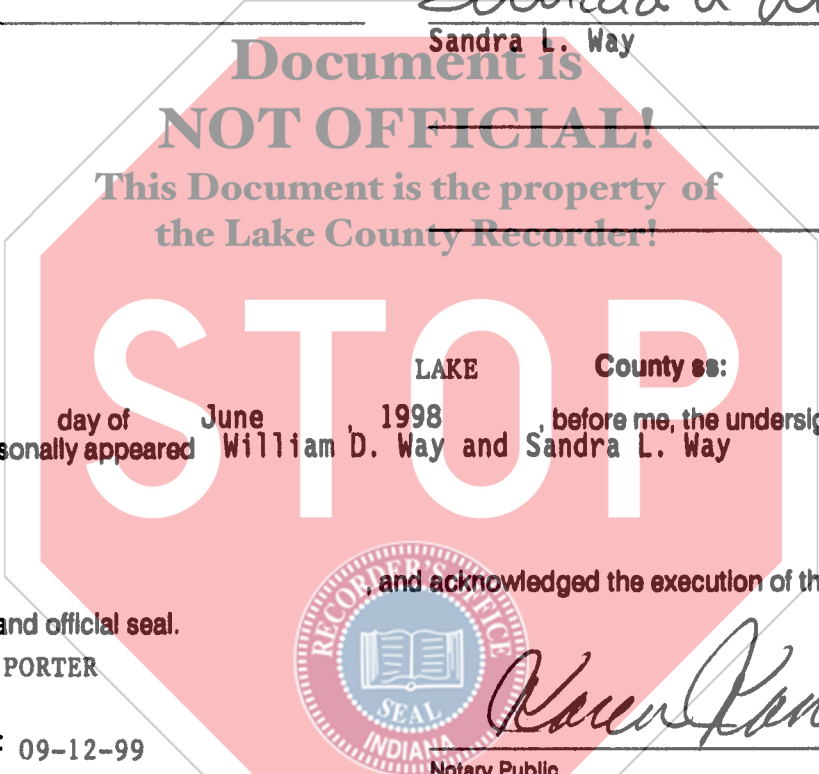 Sandra L. Way
Document is
NOT OFFICIAL!
This Document is the property of
the Lake County Recorder!
STOP
LAKE County ss:
day of June , 1998 , before me, the undersig
sonally appeared William D. Way and Sandra L. Way
, and acknowledged the execution of th
and official seal.
PORTER
RECORDER'S OFFICE
SEAL
INDIANA
Karen
: 09-12-99
Notary Public